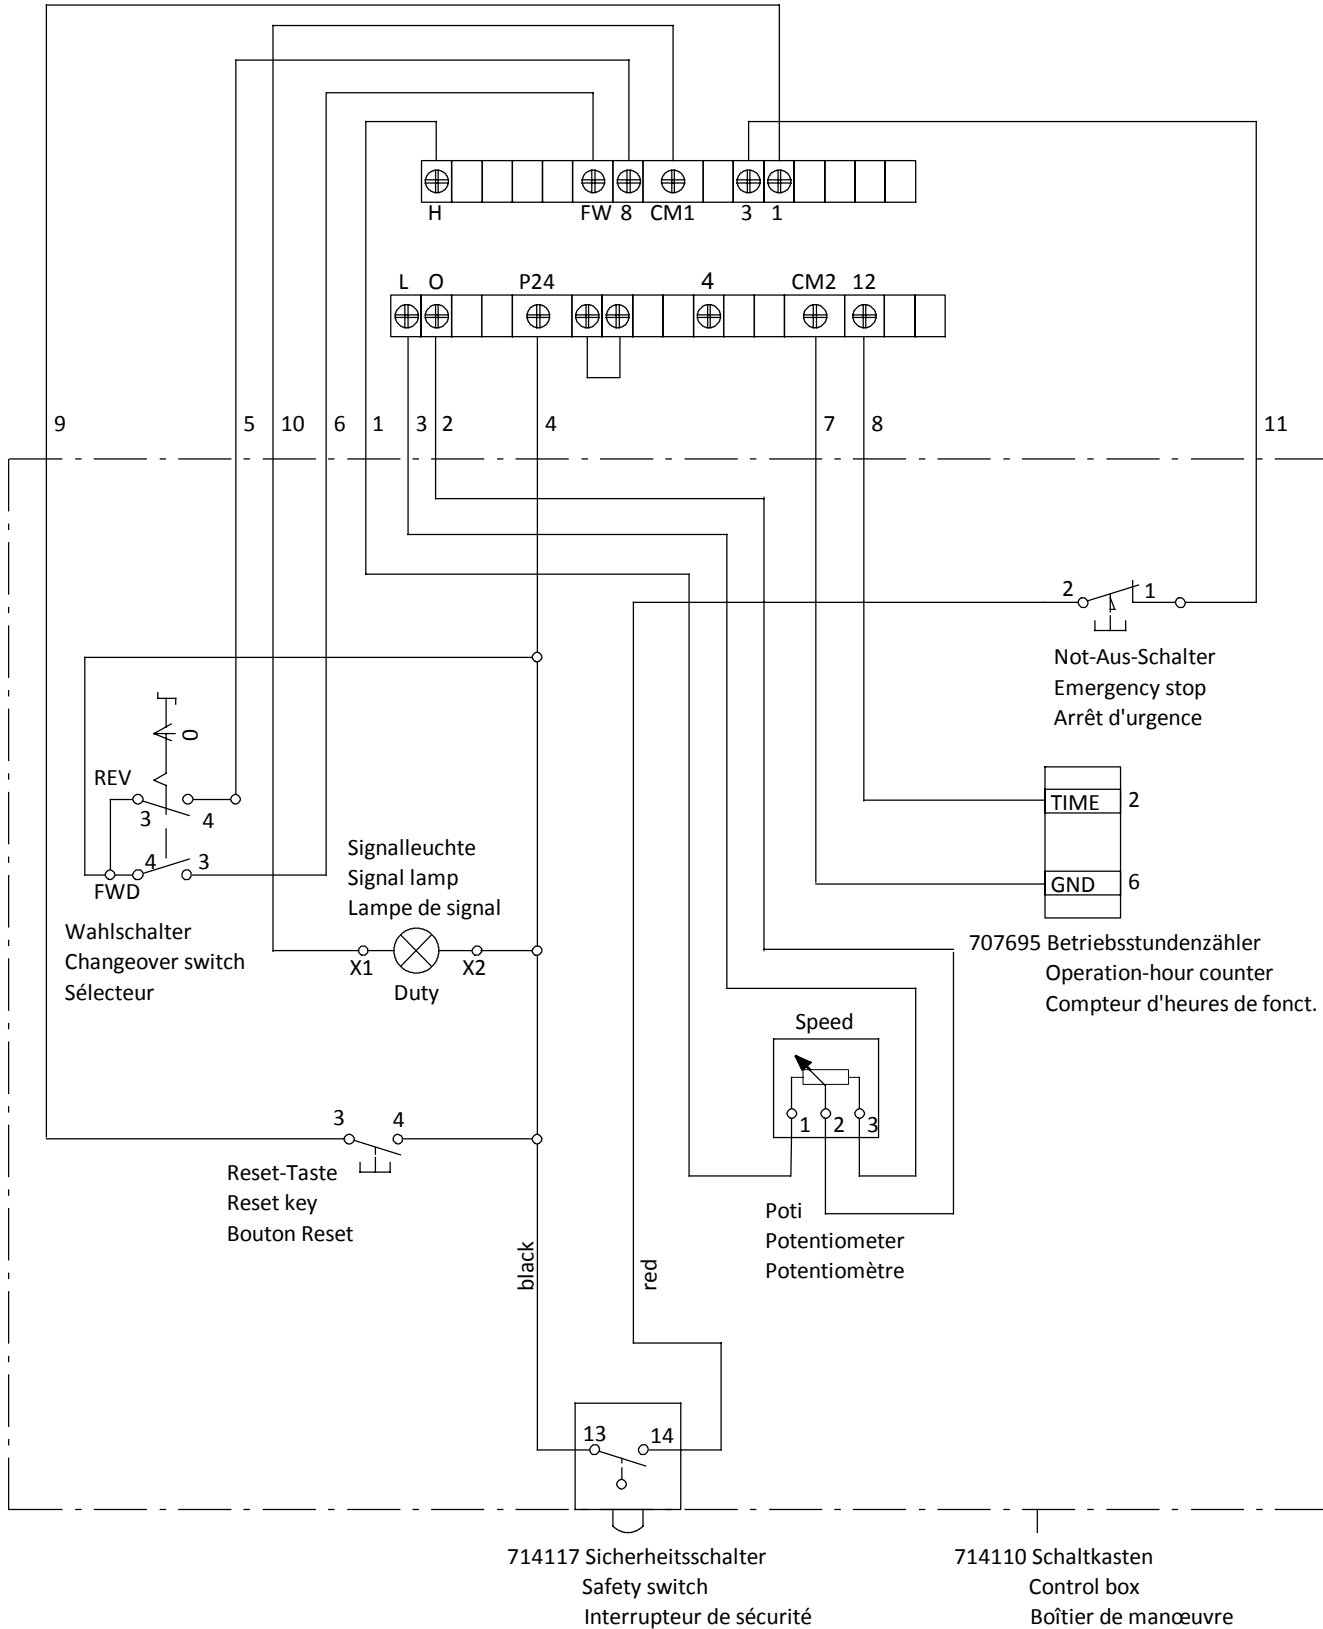 H FW 8 CM1 3 1
L O P24 4 CM2 12
9 5 10 6 1 3 2 4 7 8 11
2 1
Not-Aus-Schalter
Emergency stop
Arrêt d'urgence
0
REV
3 4
4 3
FWD
Wahlschalter
Changeover switch
Sélecteur
Signalleuchte
Signal lamp
Lampe de signal
X1 X2
Duty
TIME 2
GND 6
707695 Betriebsstundenzähler
Operation-hour counter
Compteur d'heures de fonct.
Speed
1 2 3
Poti
Potentiometer
Potentiomètre
3 4
Reset-Taste
Reset key
Bouton Reset
black
red
13 14
714117 Sicherheitsschalter
Safety switch
Interrupteur de sécurité
714110 Schaltkasten
Control box
Boîtier de manœuvre